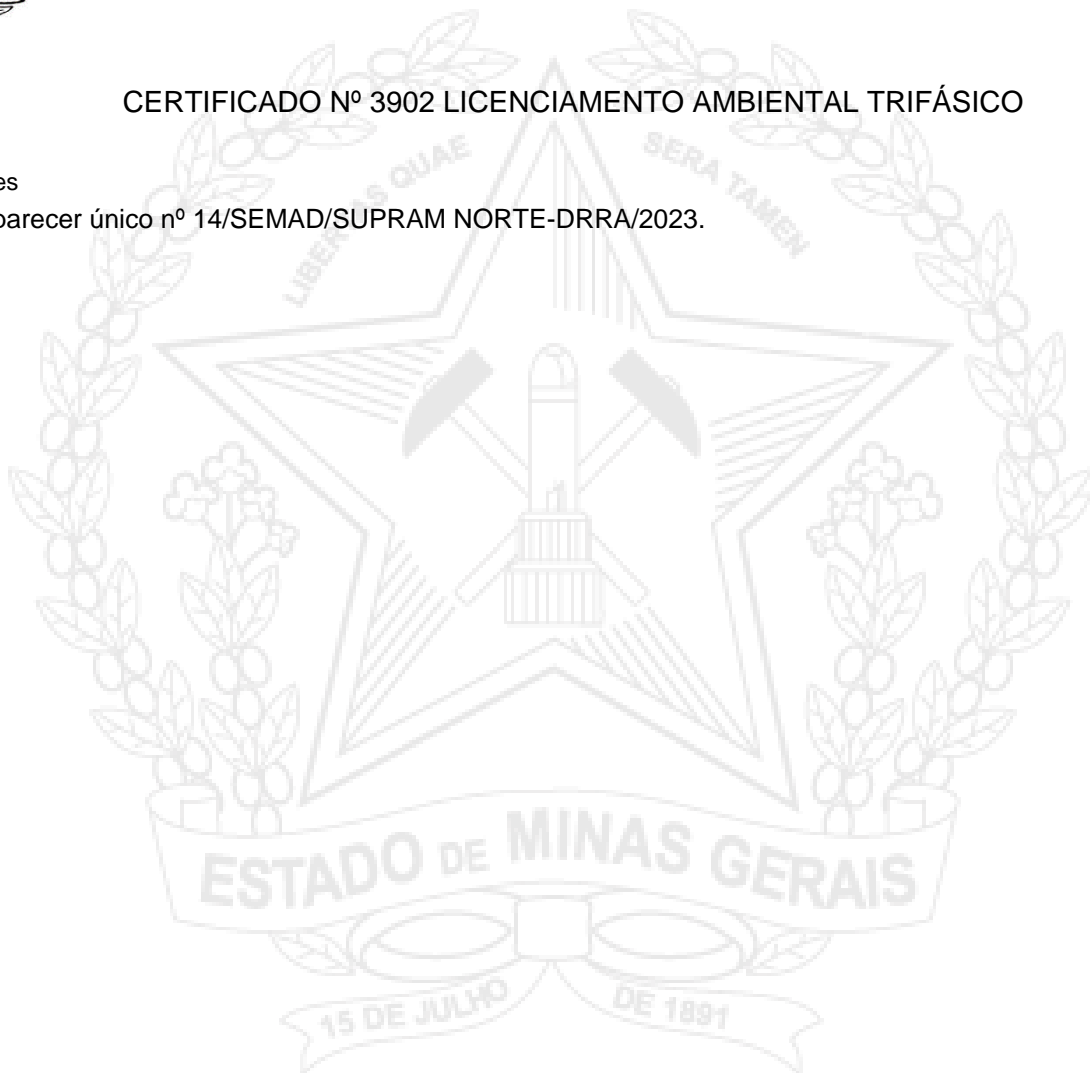 CERTIFICADO Nº 3902 LICENCIAMENTO AMBIENTAL TRIFÁSICO
es
parecer único nº 14/SEMAD/SUPRAM NORTE-DRRA/2023.
LIBERTAS QUAE SERA TAMEN
ESTADO DE MINAS GERAIS
15 DE JULHO DE 1891